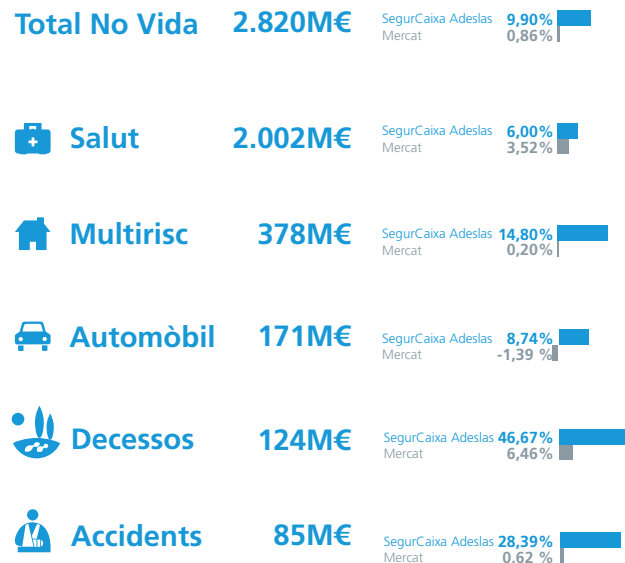 Total No Vida 2.820M€ SegurCaixa Adeslas 9,90%
Mercat 0,86%
Salut 2.002M€ SegurCaixa Adeslas 6,00%
Mercat 3,52%
Multirisc 378M€ SegurCaixa Adeslas 14,80%
Mercat 0,20%
Automòbil 171M€ SegurCaixa Adeslas 8,74%
Mercat -1,39 %
Decessos 124M€ SegurCaixa Adeslas 46,67%
Mercat 6,46%
Accidents 85M€ SegurCaixa Adeslas 28,39%
Mercat 0,62 %